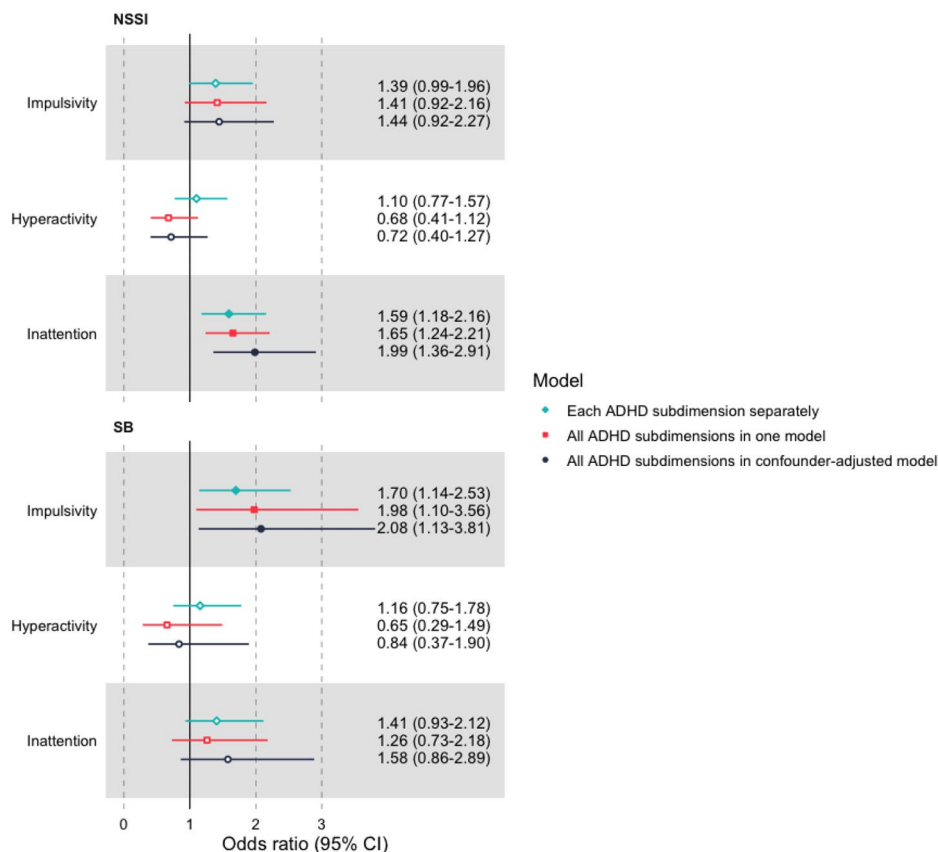 NSSI
Impulsivity
1.39 (0.99-1.96)
1.41 (0.92-2.16)
1.44 (0.92-2.27)
Hyperactivity
1.10 (0.77-1.57)
0.68 (0.41-1.12)
0.72 (0.40-1.27)
Inattention
1.59 (1.18-2.16)
1.65 (1.24-2.21)
1.99 (1.36-2.91)
SB
Impulsivity
1.70 (1.14-2.53)
1.98 (1.10-3.56)
2.08 (1.13-3.81)
Hyperactivity
1.16 (0.75-1.78)
0.65 (0.29-1.49)
0.84 (0.37-1.90)
Inattention
1.41 (0.93-2.12)
1.26 (0.73-2.18)
1.58 (0.86-2.89)
0 1 2 3
Odds ratio (95% CI)
Model
Each ADHD subdimension separately
All ADHD subdimensions in one model
All ADHD subdimensions in confounder-adjusted model